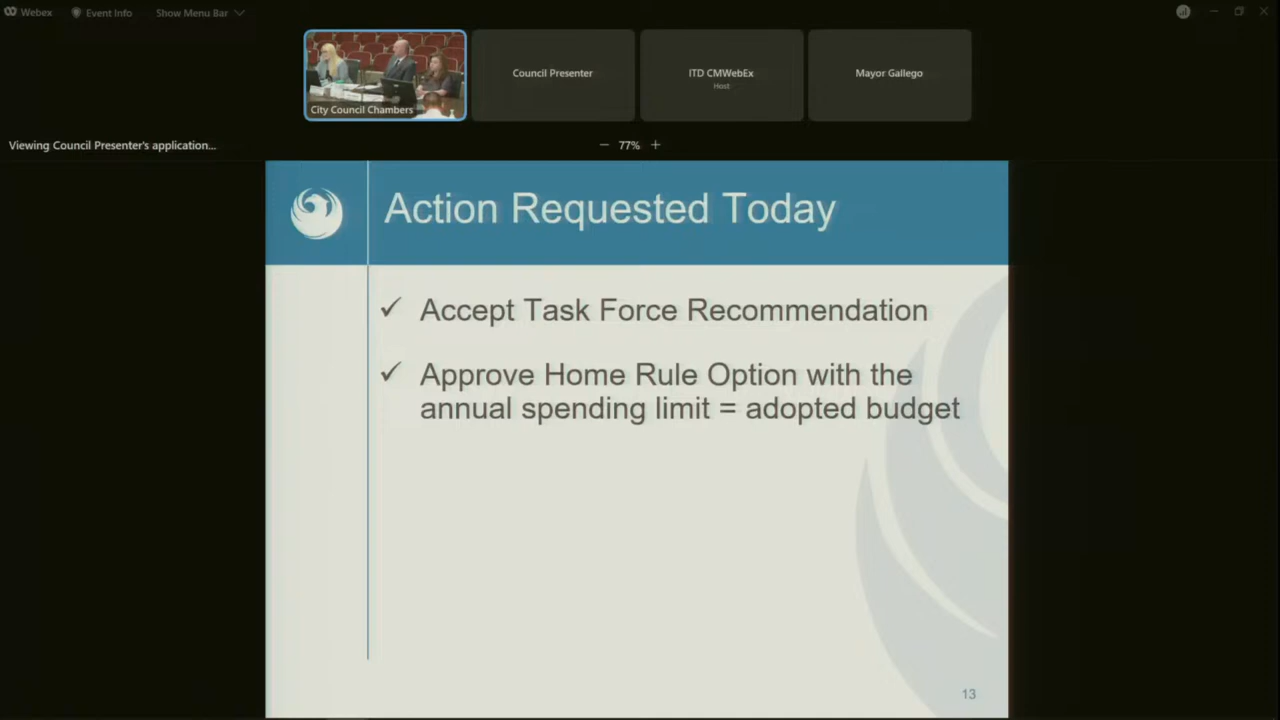 Webex
Event Info
Show Menu Bar
City Council Chambers
Council Presenter
ITD CMWebEx
Host
Mayor Gallego
Viewing Council Presenter's application...
77%
Action Requested Today
✓ Accept Task Force Recommendation
✓ Approve Home Rule Option with the
annual spending limit = adopted budget
13